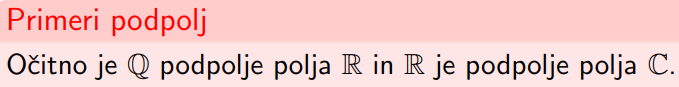 Primeri podpolj
Očitno je ℚ podpolje polja ℝ in ℝ je podpolje polja ℂ.